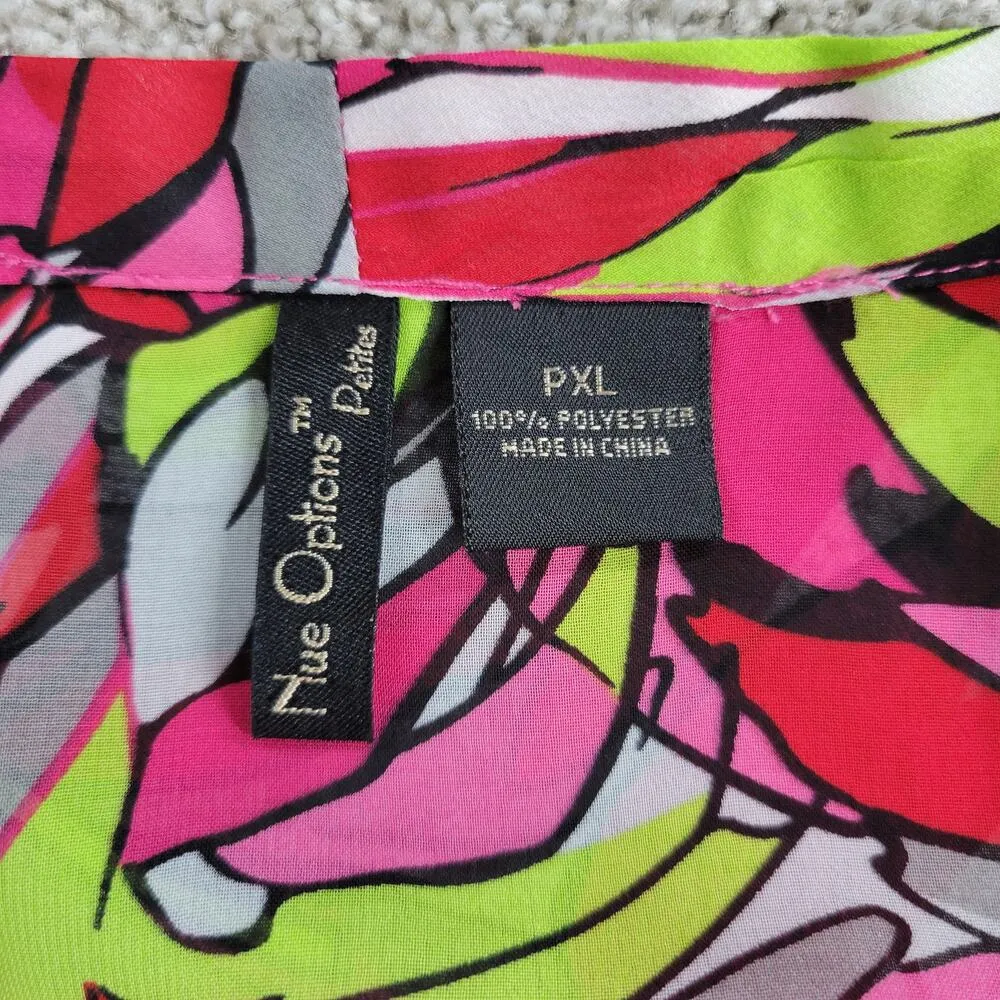 Nue Options™ Petites
PXL
100% POLYESTER
MADE IN CHINA